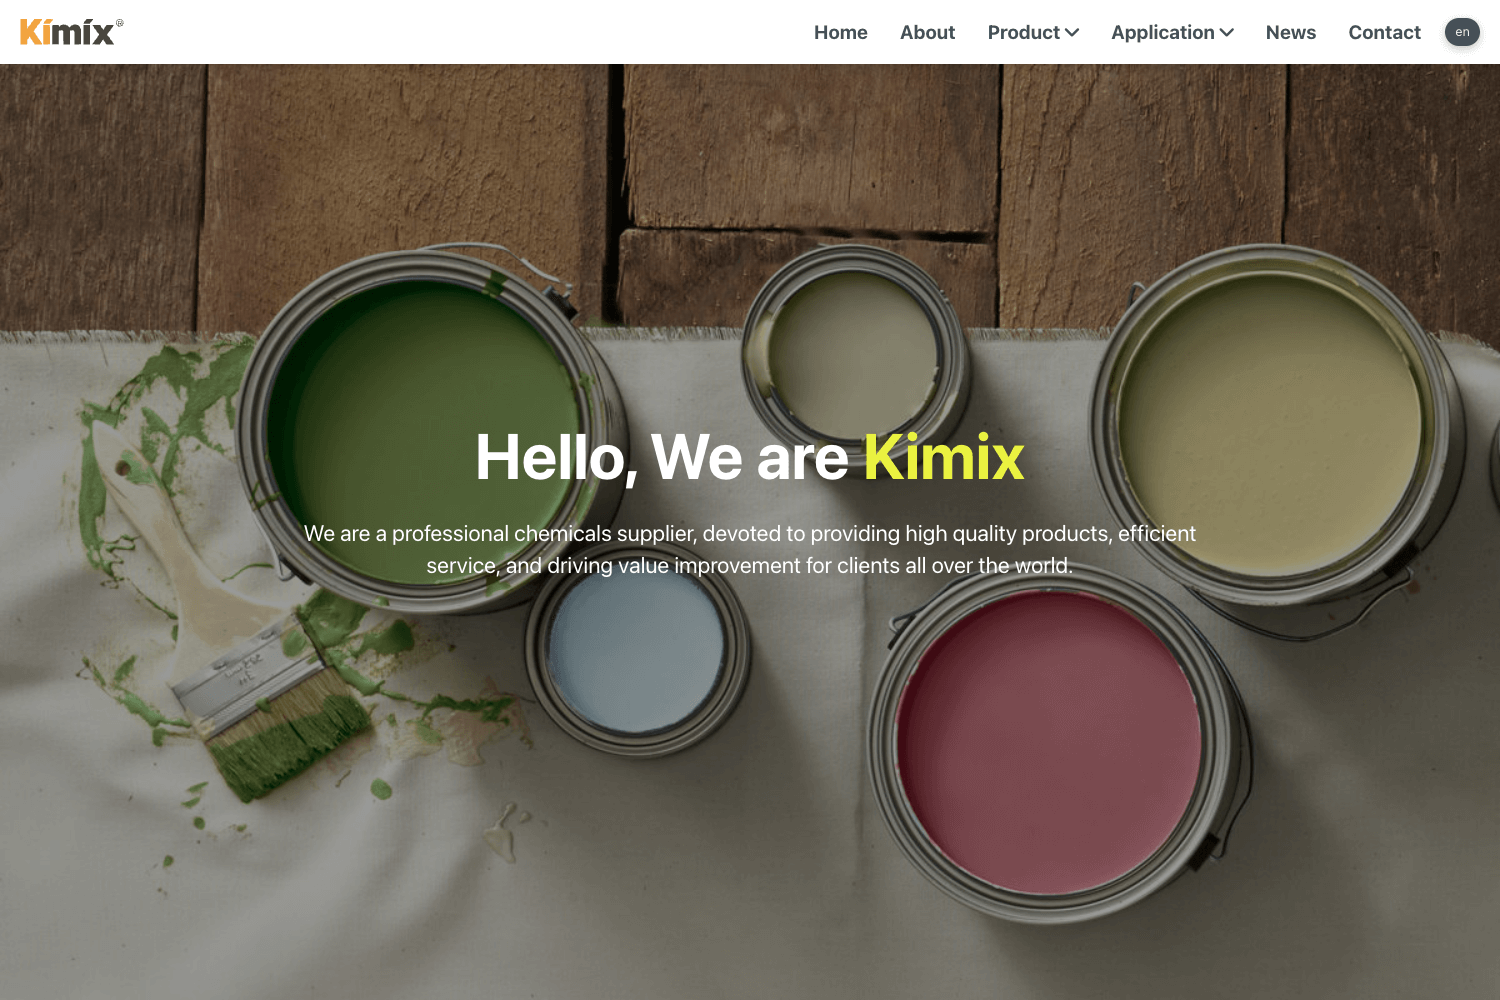 Kímíx®
Home
About
Product
Application
News
Contact
en
Hello, We are Kimix
We are a professional chemicals supplier, devoted to providing high quality products, efficient
service, and driving value improvement for clients all over the world.